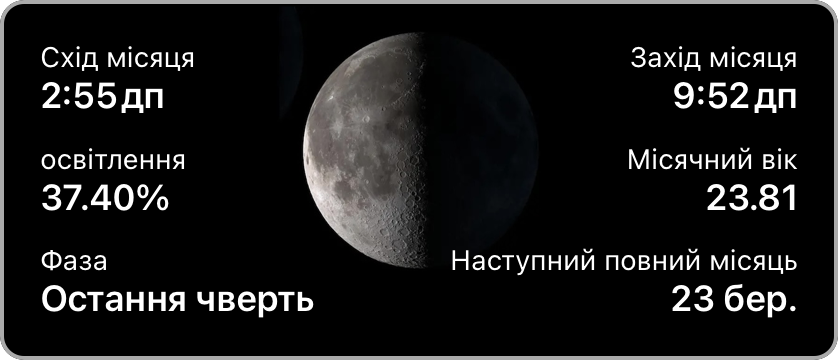 Схід місяця
Захід місяця
2:55 дп
9:52 дп
освітлення
Місячний вік
37.40%
23.81
Фаза
Наступний повний місяць
Остання чверть
23 бер.